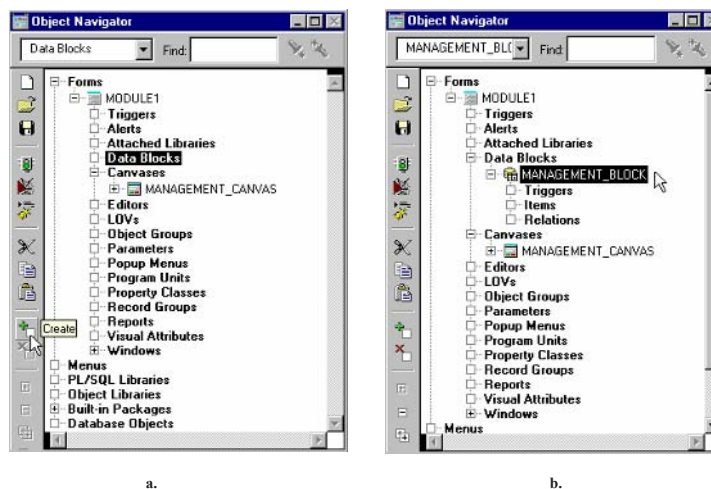 Object Navigator
Data Blocks
Find:
Forms
MODULE1
Triggers
Alerts
Attached Libraries
Data Blocks
Canvases
MANAGEMENT_CANVAS
Editors
LOVs
Object Groups
Parameters
Popup Menus
Program Units
Property Classes
Record Groups
Reports
Visual Attributes
Windows
Menus
PL/SQL Libraries
Object Libraries
Built-in Packages
Database Objects
Create
a.
Object Navigator
MANAGEMENT_BLO
Find:
Forms
MODULE1
Triggers
Alerts
Attached Libraries
Data Blocks
MANAGEMENT_BLOCK
Triggers
Items
Relations
Canvases
MANAGEMENT_CANVAS
Editors
LOVs
Object Groups
Parameters
Popup Menus
Program Units
Property Classes
Record Groups
Reports
Visual Attributes
Windows
Menus
b.